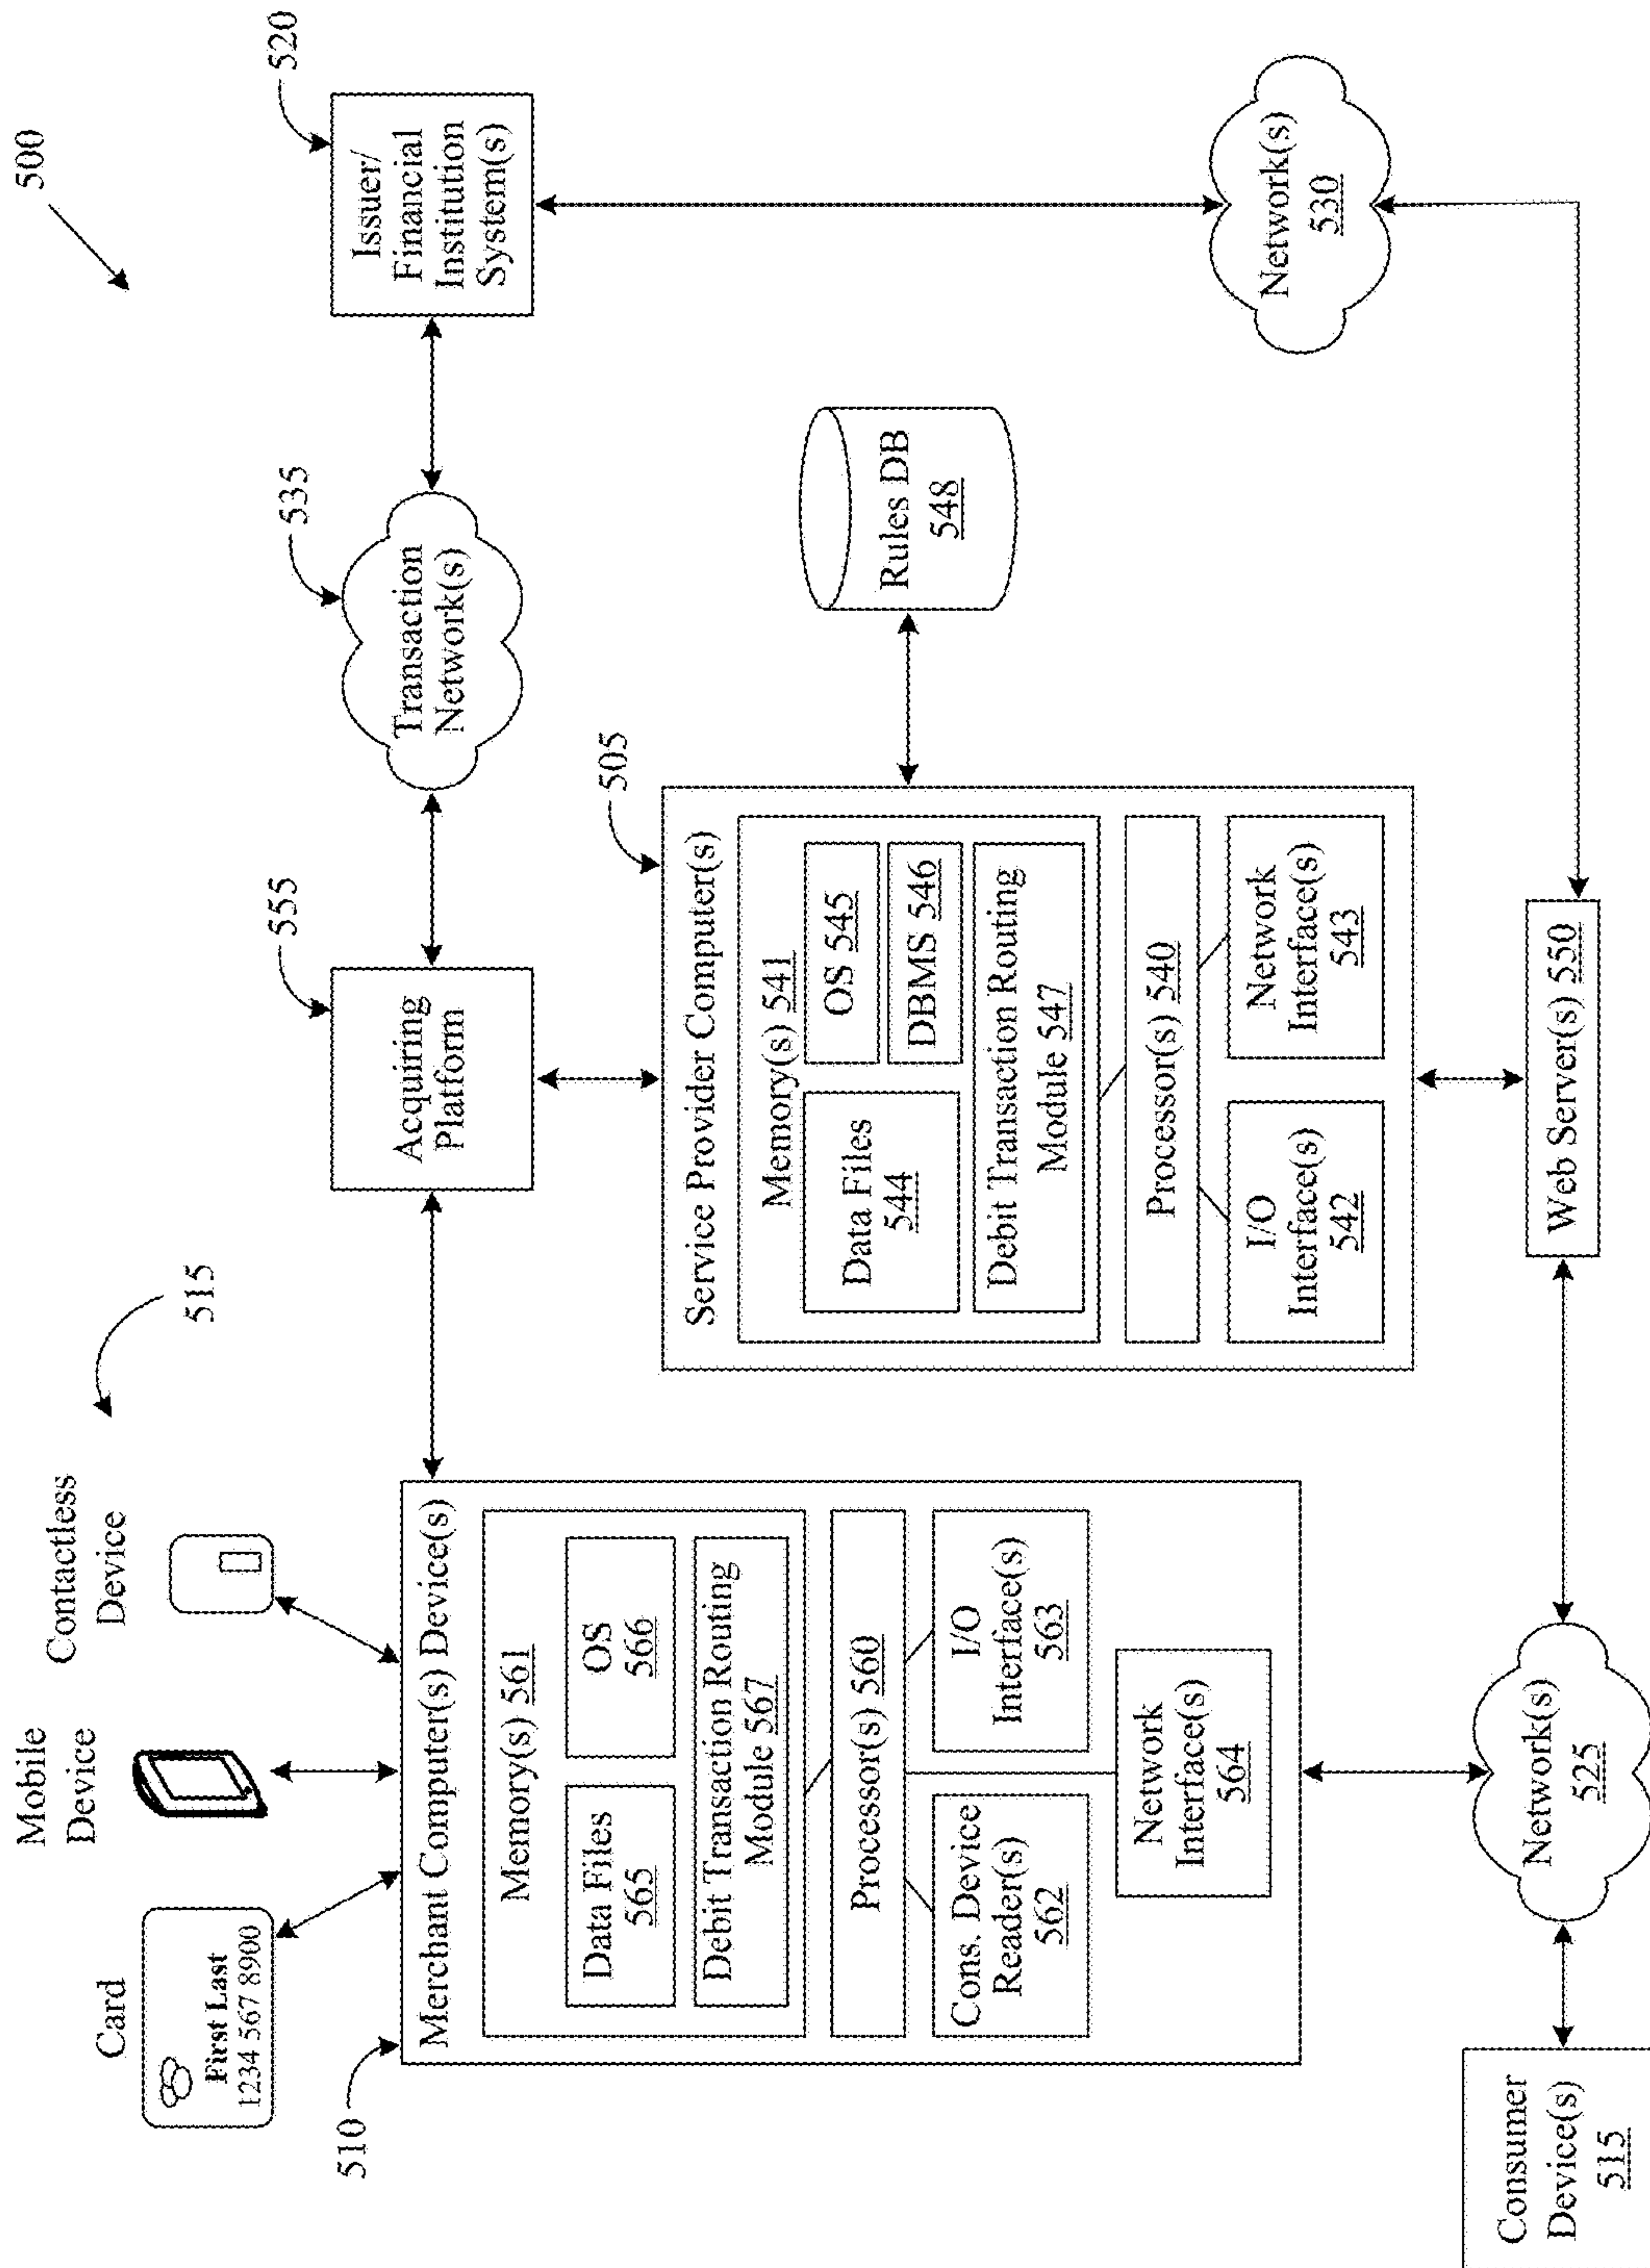 500
515
Card
First Last
1234 567 8900
Mobile
Device
Contactless
Device
510
Merchant Computer(s) Device(s)
Memory(s) 561
Data Files
565
OS
566
Debit Transaction Routing
Module 567
Processor(s) 560
Cons. Device
Reader(s)
562
I/O
Interface(s)
563
Network
Interface(s)
564
555
Acquiring
Platform
535
Transaction
Network(s)
520
Issuer/
Financial
Institution
System(s)
505
Service Provider Computer(s)
Memory(s) 541
Data Files
544
OS 545
DBMS 546
Debit Transaction Routing
Module 547
Processor(s) 540
I/O
Interface(s)
542
Network
Interface(s)
543
Rules DB
548
Network(s)
530
Consumer
Device(s)
515
Network(s)
525
Web Server(s) 550